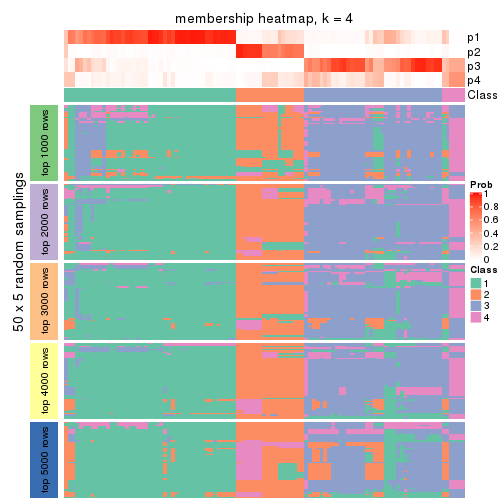 membership heatmap, k = 4
p1
p2
p3
p4
Class
50 x 5 random samplings
top 1000 rows
top 2000 rows
top 3000 rows
top 4000 rows
top 5000 rows
Prob
1
0.8
0.6
0.4
0.2
0
Class
1
2
3
4